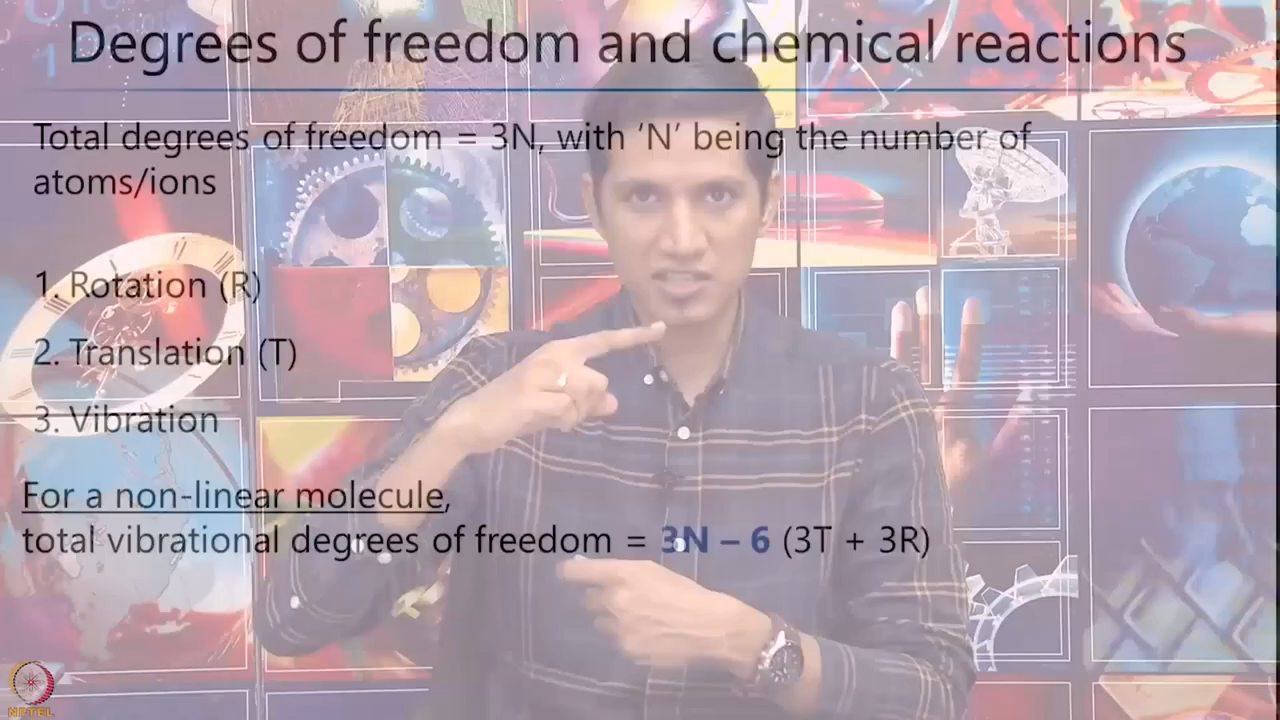 Degrees of freedom and chemical reactions
Total degrees of freedom = 3N, with ‘N’ being the number of
atoms/ions
1. Rotation (R)
2. Translation (T)
3. Vibration
For a non-linear molecule,
total vibrational degrees of freedom = 3N – 6 (3T + 3R)
NPTEL